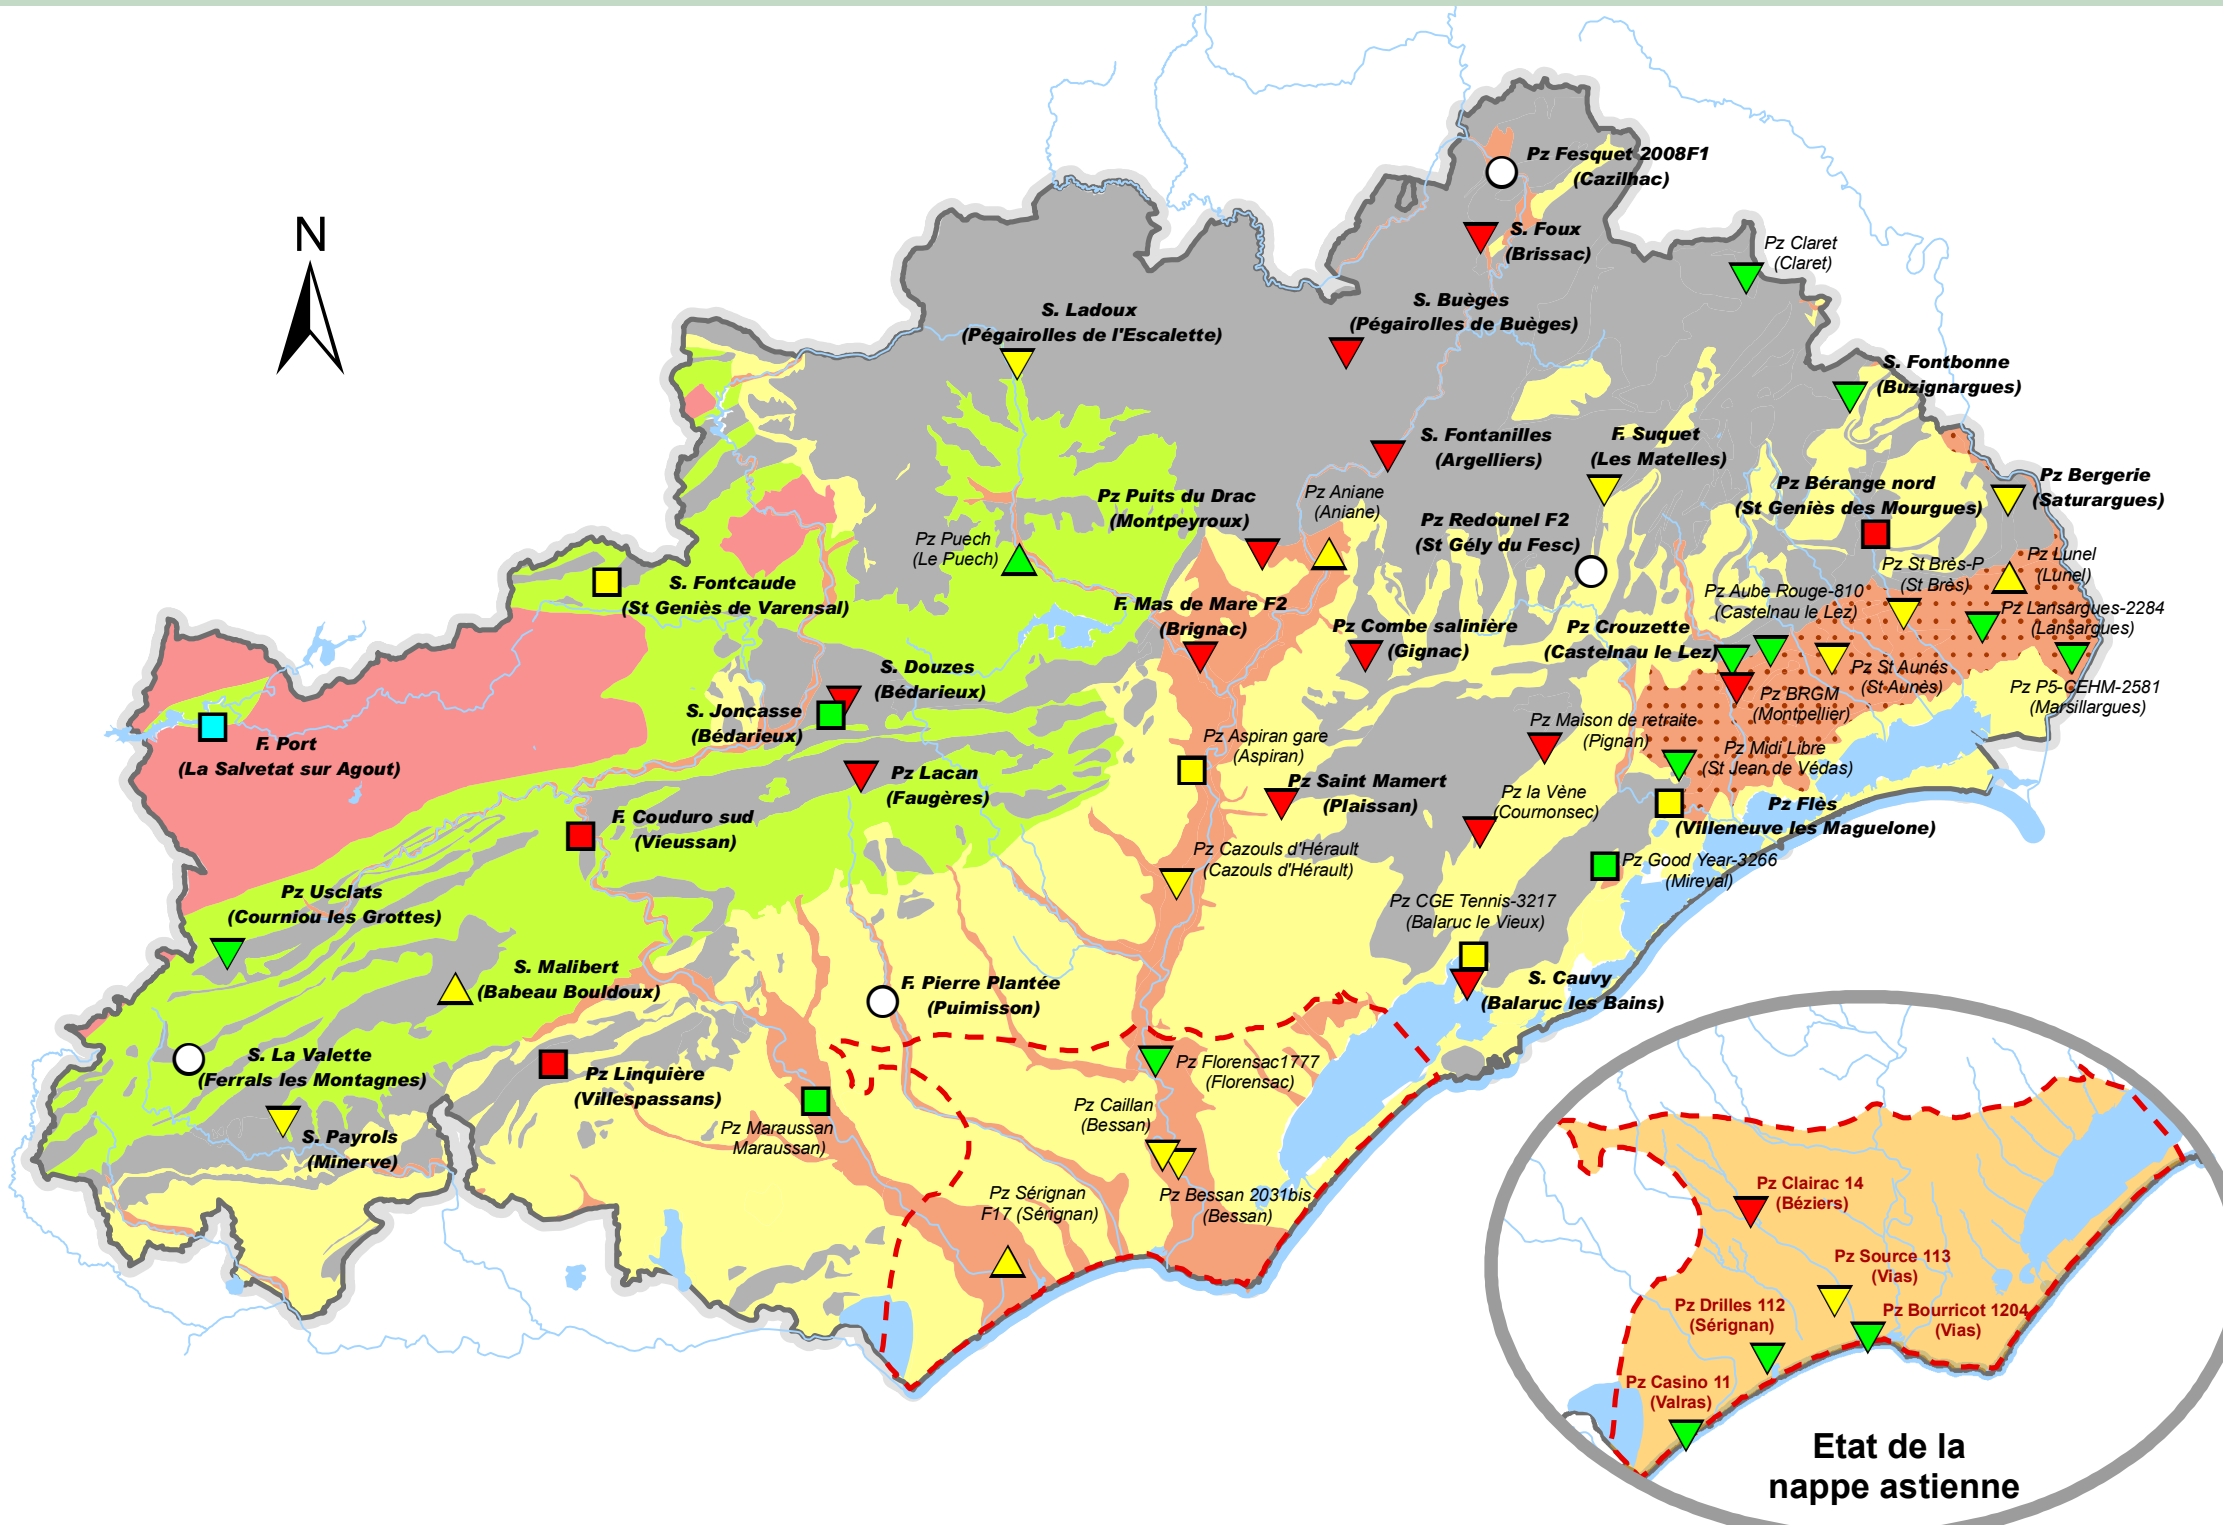 N
Pz Fesquet 2008F1
(Cazilhac)
S. Foux
(Brissac)
Pz Claret
(Claret)
S. Ladoux
(Pégairolles de l'Escalette)
S. Buèges
(Pégairolles de Buèges)
S. Fontbonne
(Buzignargues)
S. Fontanilles
(Argelliers)
F. Suquet
(Les Matelles)
Pz Bérange nord
(St Geniès des Mourgues)
Pz Bergerie
(Saturargues)
Pz Puits du Drac
(Montpeyroux)
Pz Aniane
(Aniane)
Pz Redounel F2
(St Gély du Fesc)
Pz Puech
(Le Puech)
Pz St Brès-P
(St Brès)
Pz Lunel
(Lunel)
S. Fontcaude
(St Geniès de Varensal)
F. Mas de Mare F2
(Brignac)
Pz Combe salinière
(Gignac)
Pz Aube Rouge-810
(Castelnau le Lez)
Pz Lansargues-2284
(Lansargues)
Pz Crouzette
(Castelnau le Lez)
S. Douzes
(Bédarieux)
S. Joncasse
(Bédarieux)
Pz St Aunés
(St Aunès)
Pz P5-CEHM-2581
(Marsillargues)
Pz BRGM
(Montpellier)
F. Port
(La Salvetat sur Agout)
Pz Aspiran gare
(Aspiran)
Pz Maison de retraite
(Pignan)
Pz Midi Libre
(St Jean de Védas)
Pz Lacan
(Faugères)
Pz Saint Mamert
(Plaissan)
Pz la Vène
(Cournonsec)
Pz Flès
(Villeneuve les Maguelone)
F. Couduro sud
(Vieussan)
Pz Cazouls d'Hérault
(Cazouls d'Hérault)
Pz Good Year-3266
(Mireval)
Pz Usclats
(Courniou les Grottes)
Pz CGE Tennis-3217
(Balaruc le Vieux)
S. Malibert
(Babeau Bouldoux)
F. Pierre Plantée
(Puimisson)
S. Cauvy
(Balaruc les Bains)
S. La Valette
(Ferrals les Montagnes)
Pz Linquière
(Villespassans)
Pz Florensac1777
(Florensac)
Pz Maraussan
Maraussan)
Pz Caillan
(Bessan)
S. Payrols
(Minerve)
Pz Sérignan
F17 (Sérignan)
Pz Bessan 2031bis
(Bessan)
Pz Clairac 14
(Béziers)
Pz Source 113
(Vias)
Pz Drilles 112
(Sérignan)
Pz Bourricot 1204
(Vias)
Pz Casino 11
(Valras)
Etat de la
nappe astienne